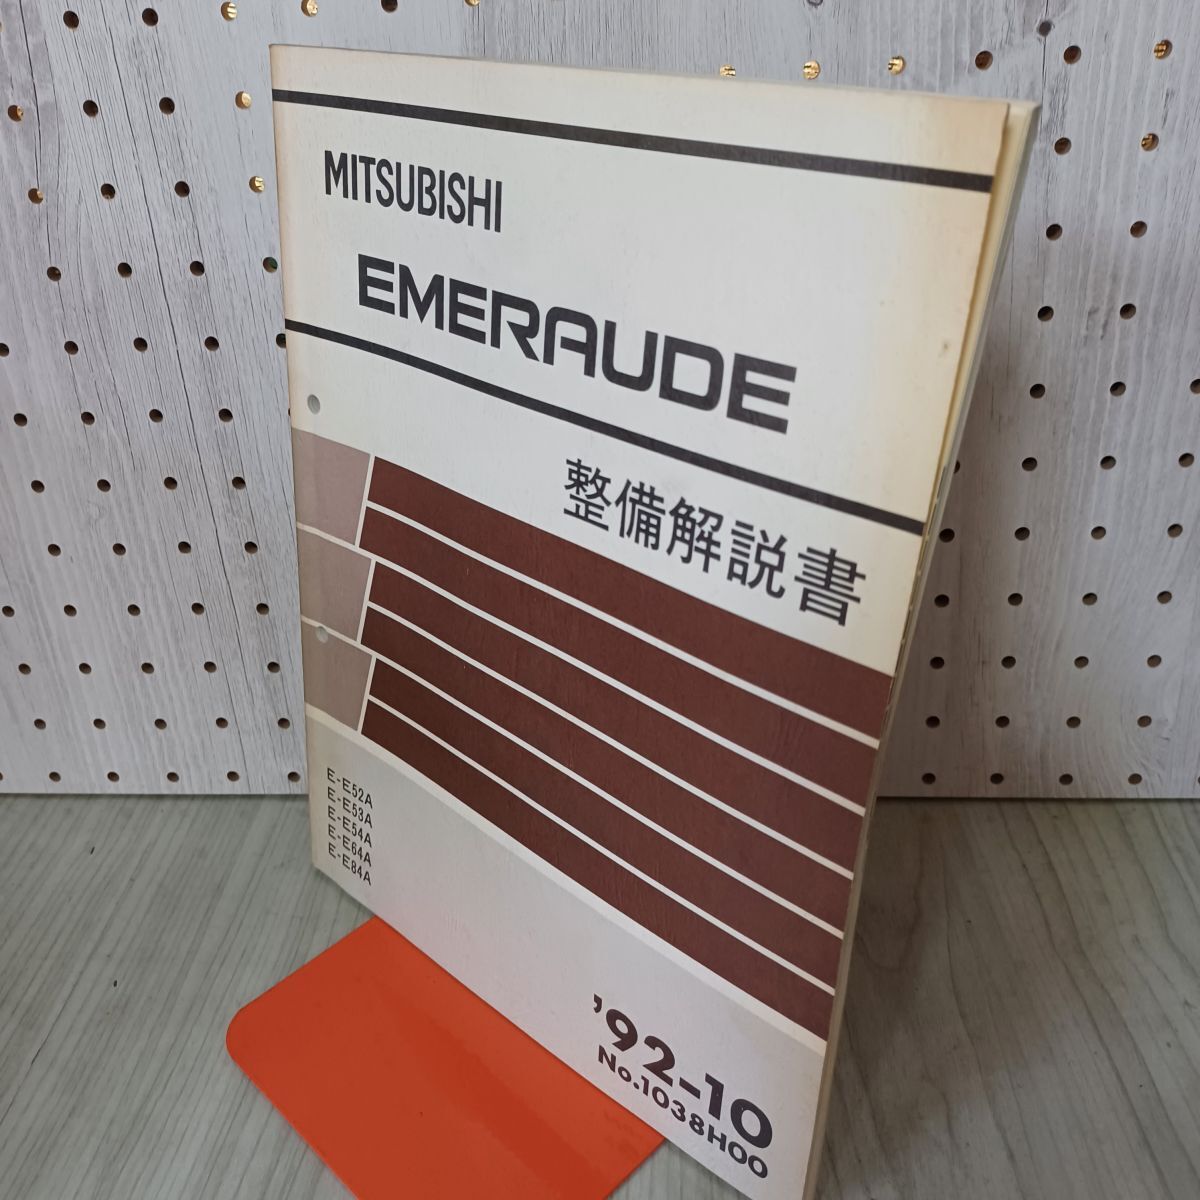 MITSUBISHI
EMERAUDE
整備解説書
E-E52A
E-E53A
E-E54A
E-E64A
E-E84A
'92-10
No.1038H00